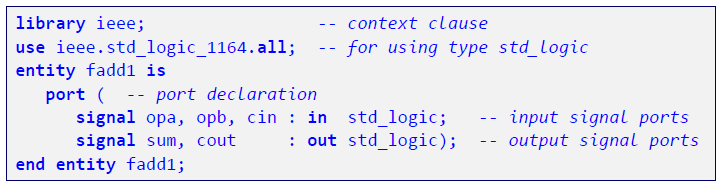 library ieee;                 -- context clause
use ieee.std_logic_1164.all;  -- for using type std_logic
entity fadd1 is
   port (  -- port declaration
      signal opa, opb, cin : in  std_logic;   -- input signal ports
      signal sum, cout     : out std_logic);  -- output signal ports
end entity fadd1;